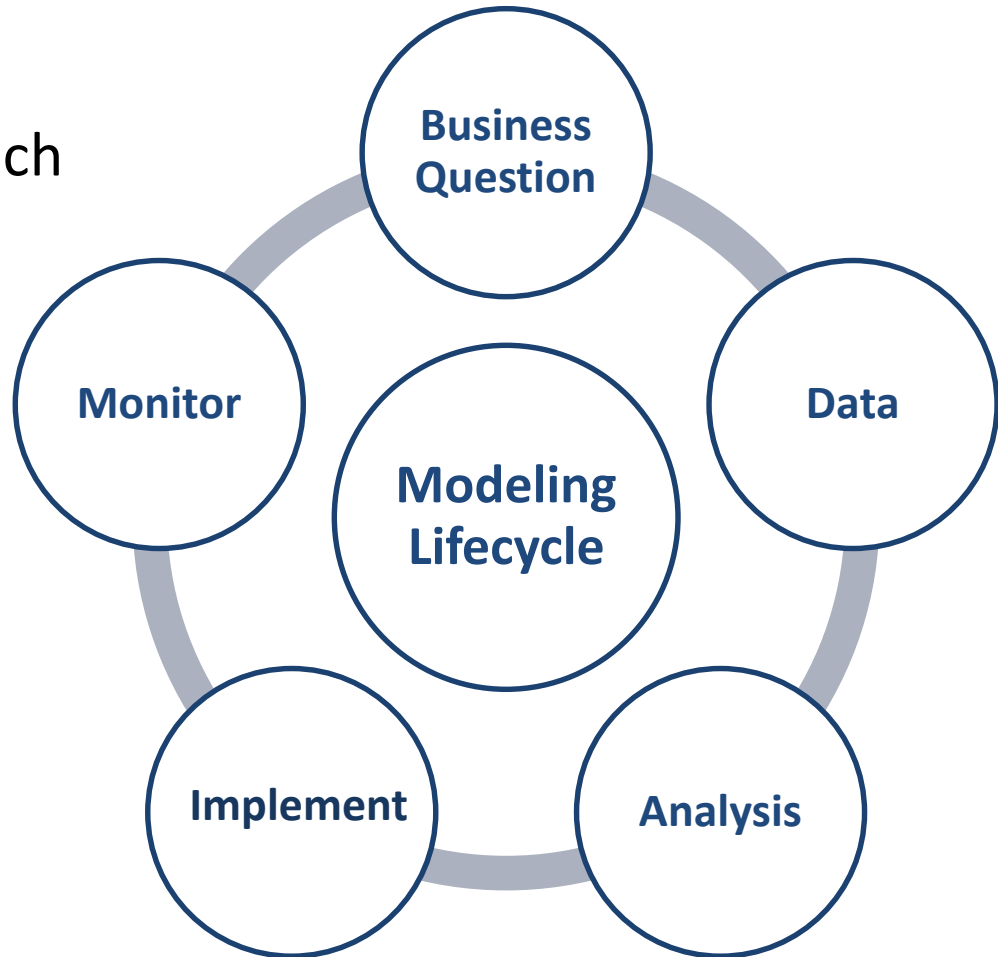 Business
Question
ch
Monitor
Data
Modeling
Lifecycle
Implement
Analysis